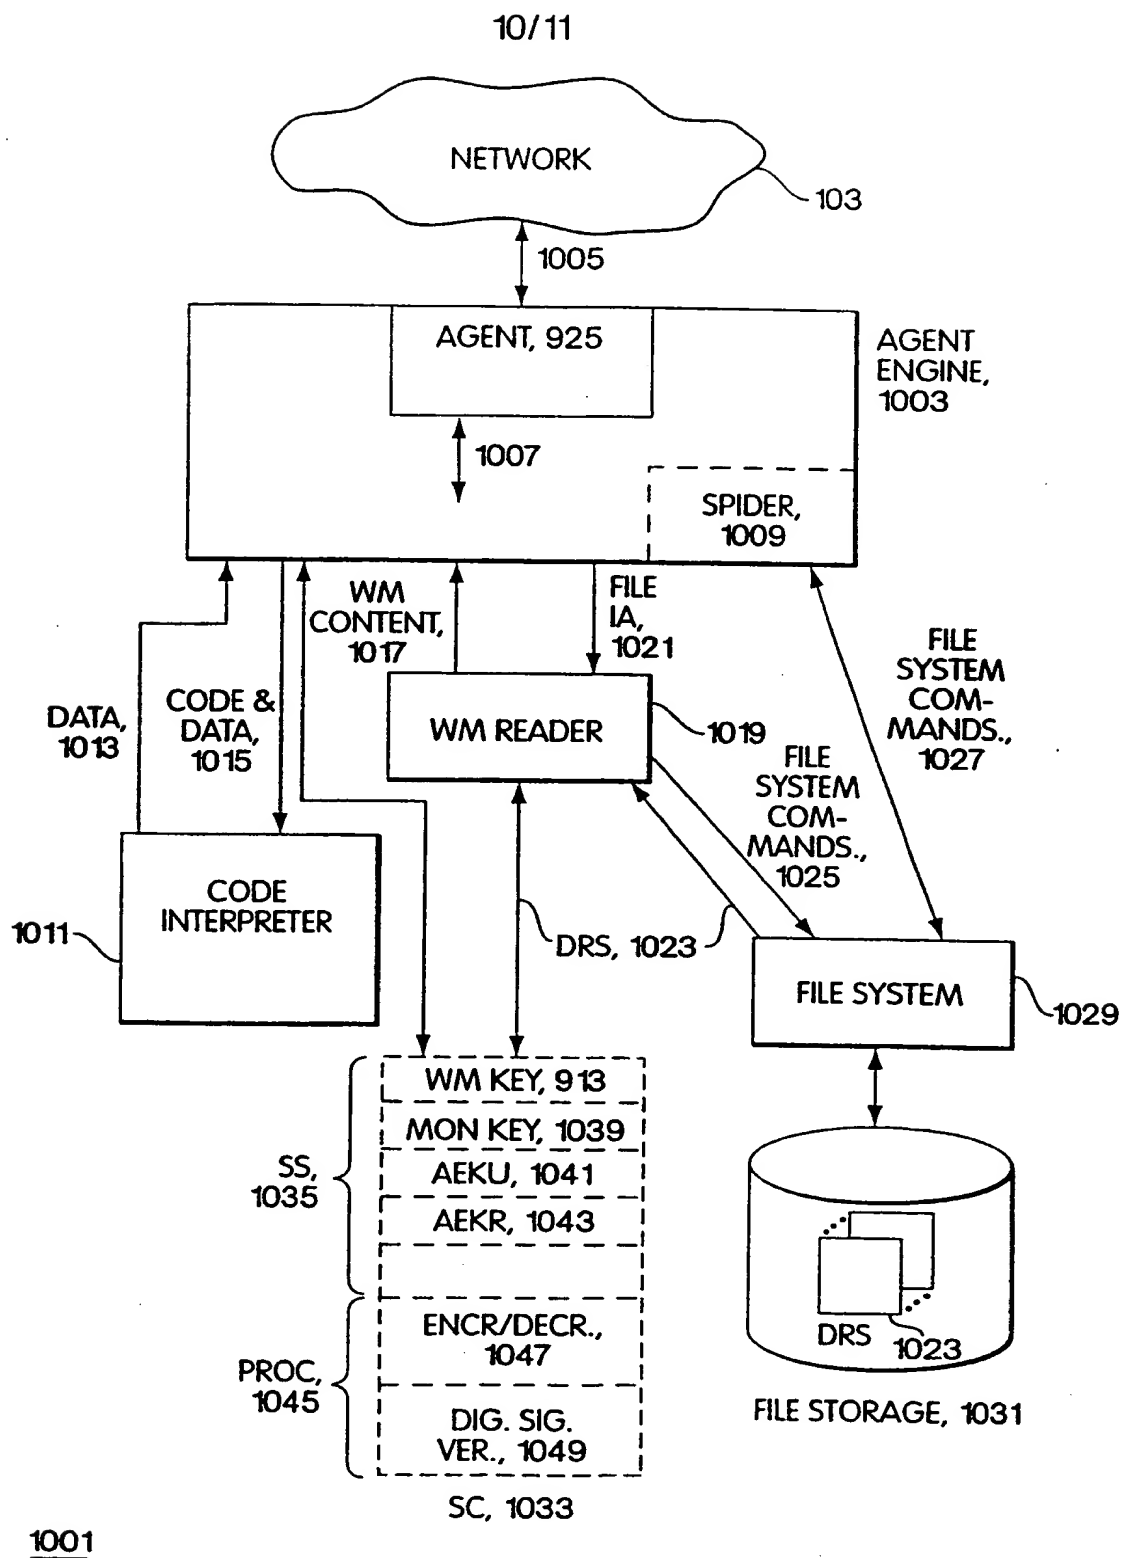 10/11
NETWORK
103
1005
AGENT, 925
AGENT
ENGINE,
1003
1007
SPIDER,
1009
WM
CONTENT,
1017
FILE
IA,
1021
FILE
SYSTEM
COM-
MANDS.,
1027
DATA,
1013
CODE &
DATA,
1015
WM READER
1019
FILE
SYSTEM
COM-
MANDS.,
1025
CODE
INTERPRETER
1011
DRS, 1023
FILE SYSTEM
1029
WM KEY, 913
MON KEY, 1039
AEKU, 1041
AEKR, 1043
SS,
1035
ENCR/DECR.,
1047
PROC,
1045
DIG. SIG.
VER., 1049
SC, 1033
DRS
1023
FILE STORAGE, 1031
1001